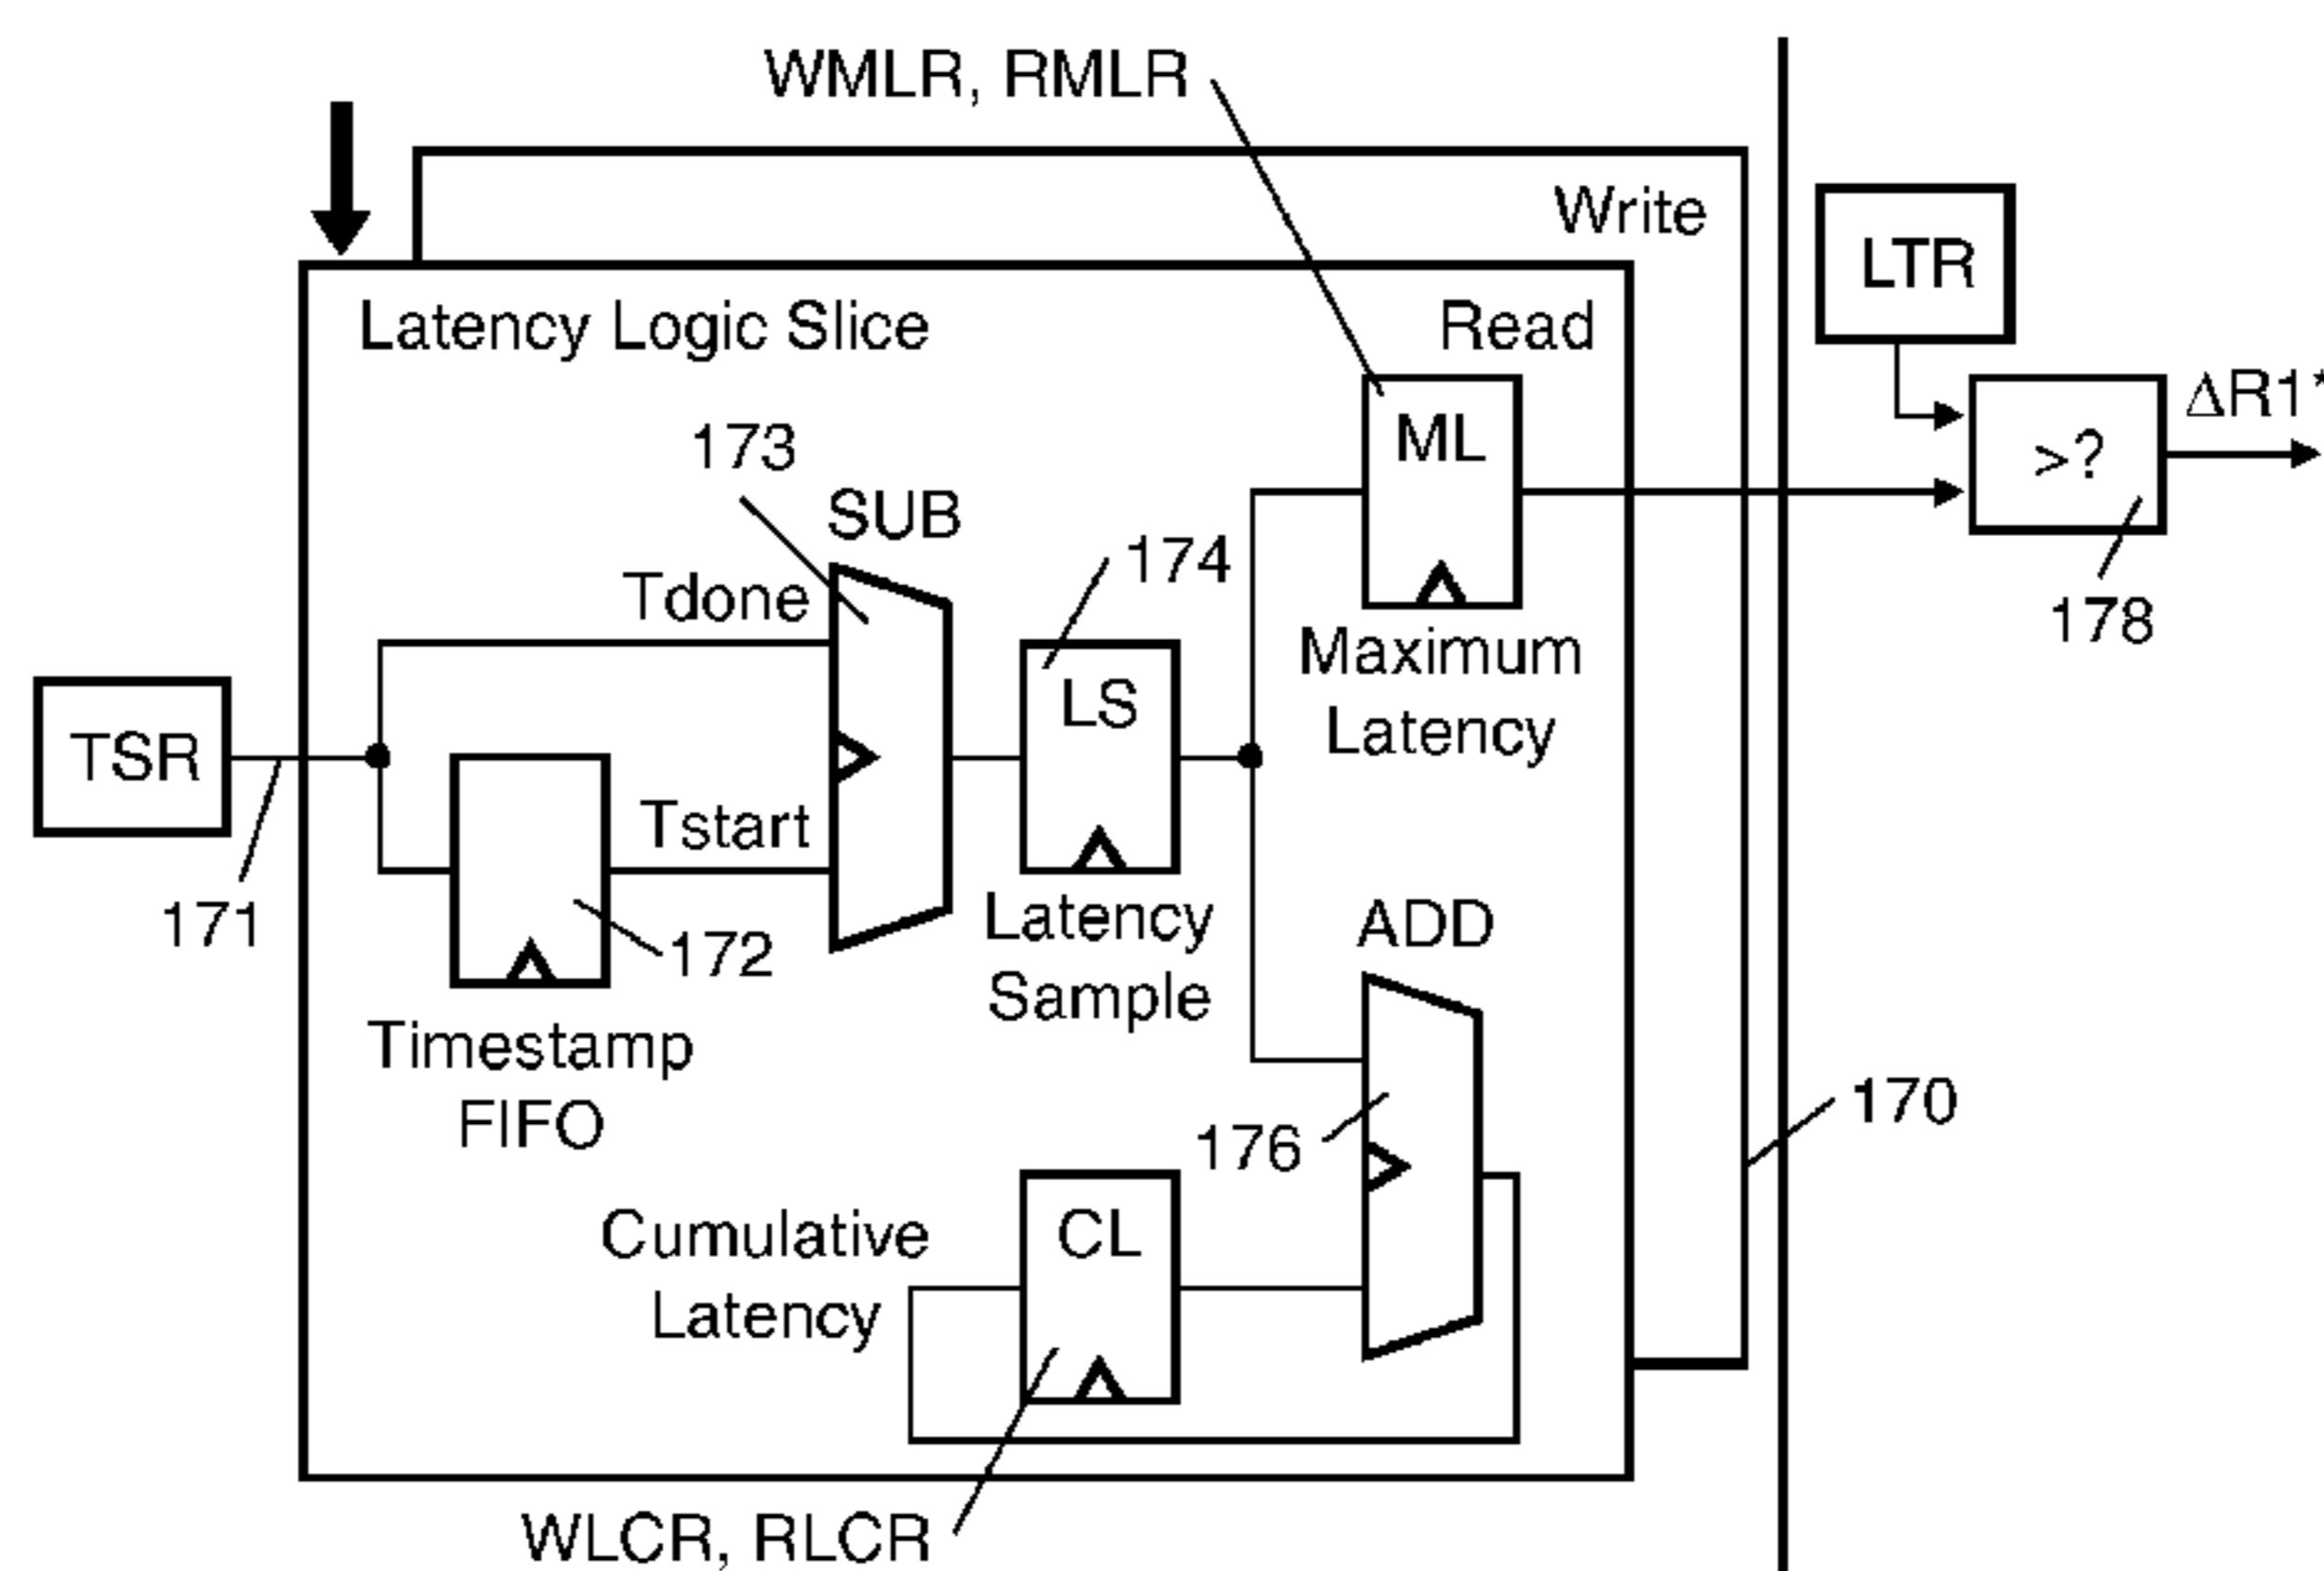 WMLR, RMLR
Write
LTR
Latency Logic Slice
Read
ΔR1*
173
ML
>?
SUB
174
Tdone
178
Maximum
Latency
LS
TSR
Tstart
171
172
Latency
Sample
ADD
Timestamp
FIFO
170
176
Cumulative
Latency
CL
WLCR, RLCR